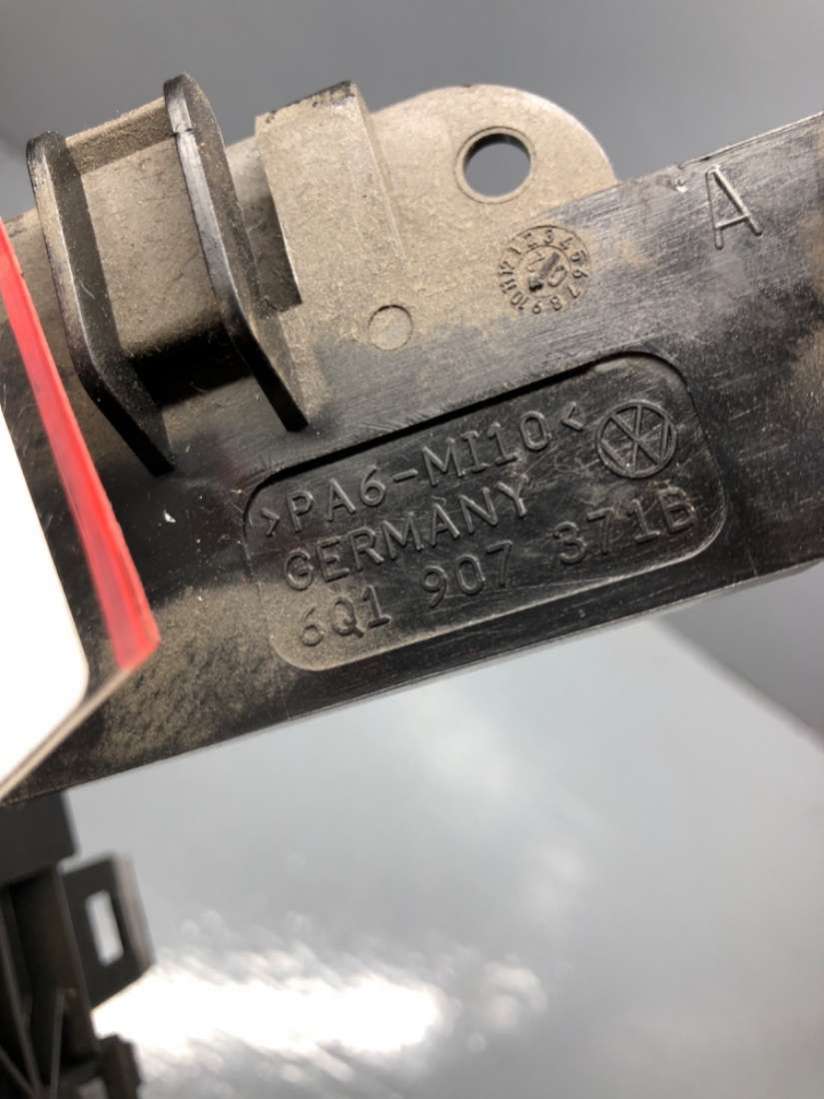 A
>PA6-MI10<
GERMANY
6Q1 907 371B